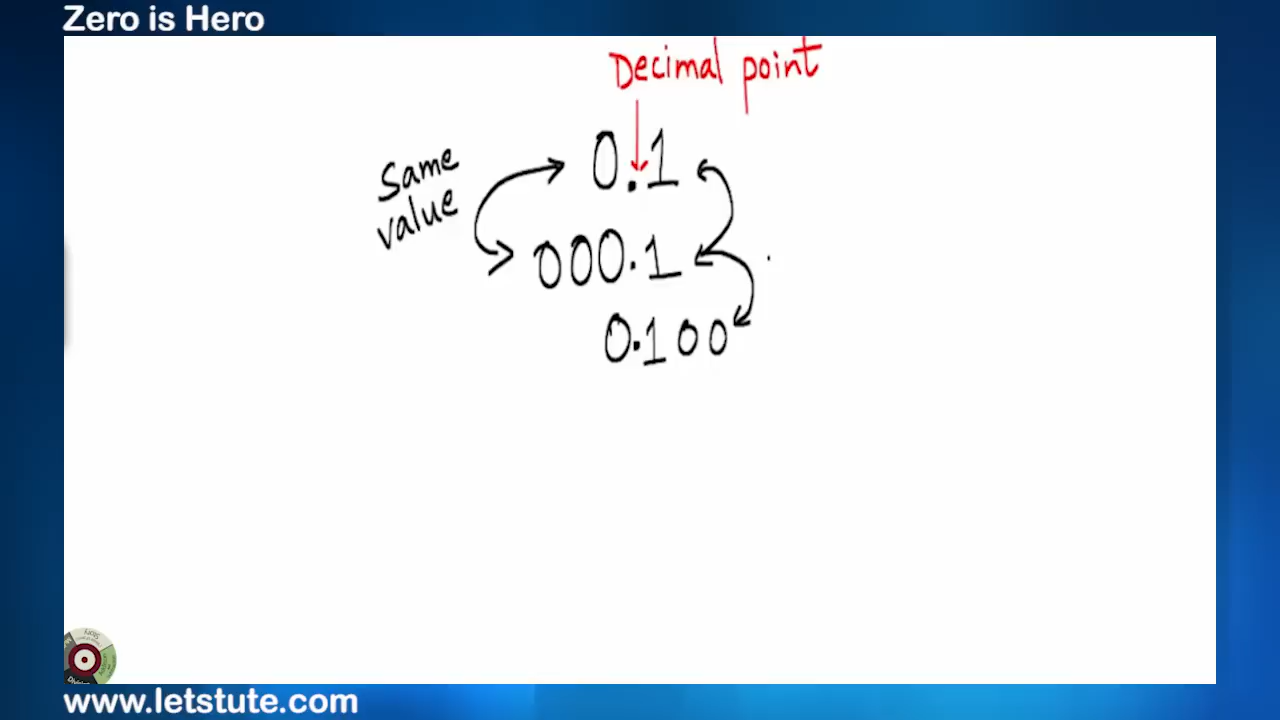 Zero is Hero
Decimal point
0.1
Same
value
000.1
0.100
www.letstute.com